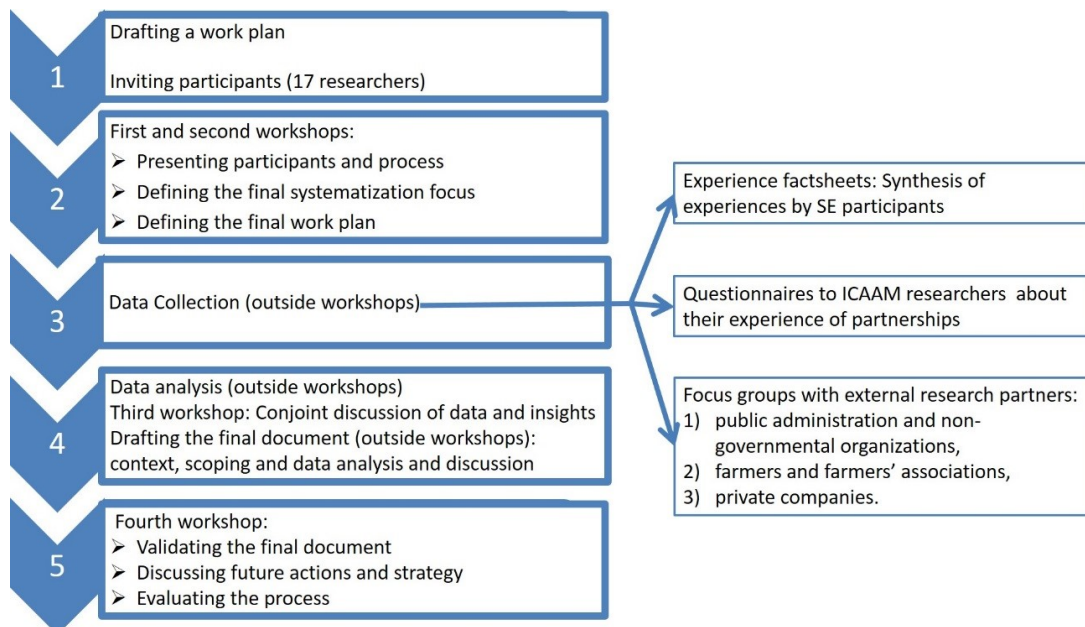 1
Drafting a work plan
Inviting participants (17 researchers)
2
First and second workshops:
➤ Presenting participants and process
➤ Defining the final systematization focus
➤ Defining the final work plan
3
Data Collection (outside workshops)
Experience factsheets: Synthesis of
experiences by SE participants
Questionnaires to ICAAM researchers about
their experience of partnerships
Focus groups with external research partners:
1) public administration and non-
governmental organizations,
2) farmers and farmers’ associations,
3) private companies.
4
Data analysis (outside workshops)
Third workshop: Conjoint discussion of data and insights
Drafting the final document (outside workshops):
context, scoping and data analysis and discussion
5
Fourth workshop:
➤ Validating the final document
➤ Discussing future actions and strategy
➤ Evaluating the process